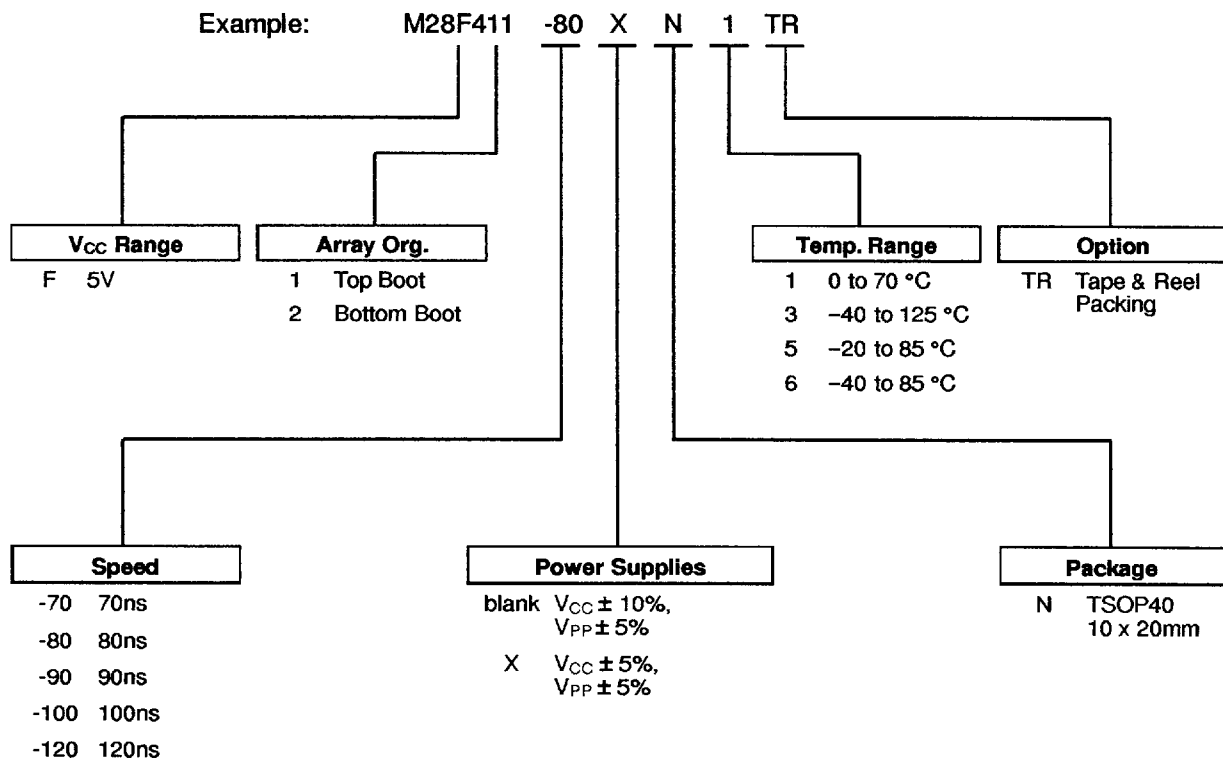 Example: M28F411 -80 X N 1 TR
VCC Range
F 5V
Array Org.
1 Top Boot
2 Bottom Boot
Temp. Range
1 0 to 70 °C
3 –40 to 125 °C
5 –20 to 85 °C
6 –40 to 85 °C
Option
TR Tape & Reel
Packing
Speed
-70 70ns
-80 80ns
-90 90ns
-100 100ns
-120 120ns
Power Supplies
blank VCC ± 10%,
VPP ± 5%
X VCC ± 5%,
VPP ± 5%
Package
N TSOP40
10 x 20mm